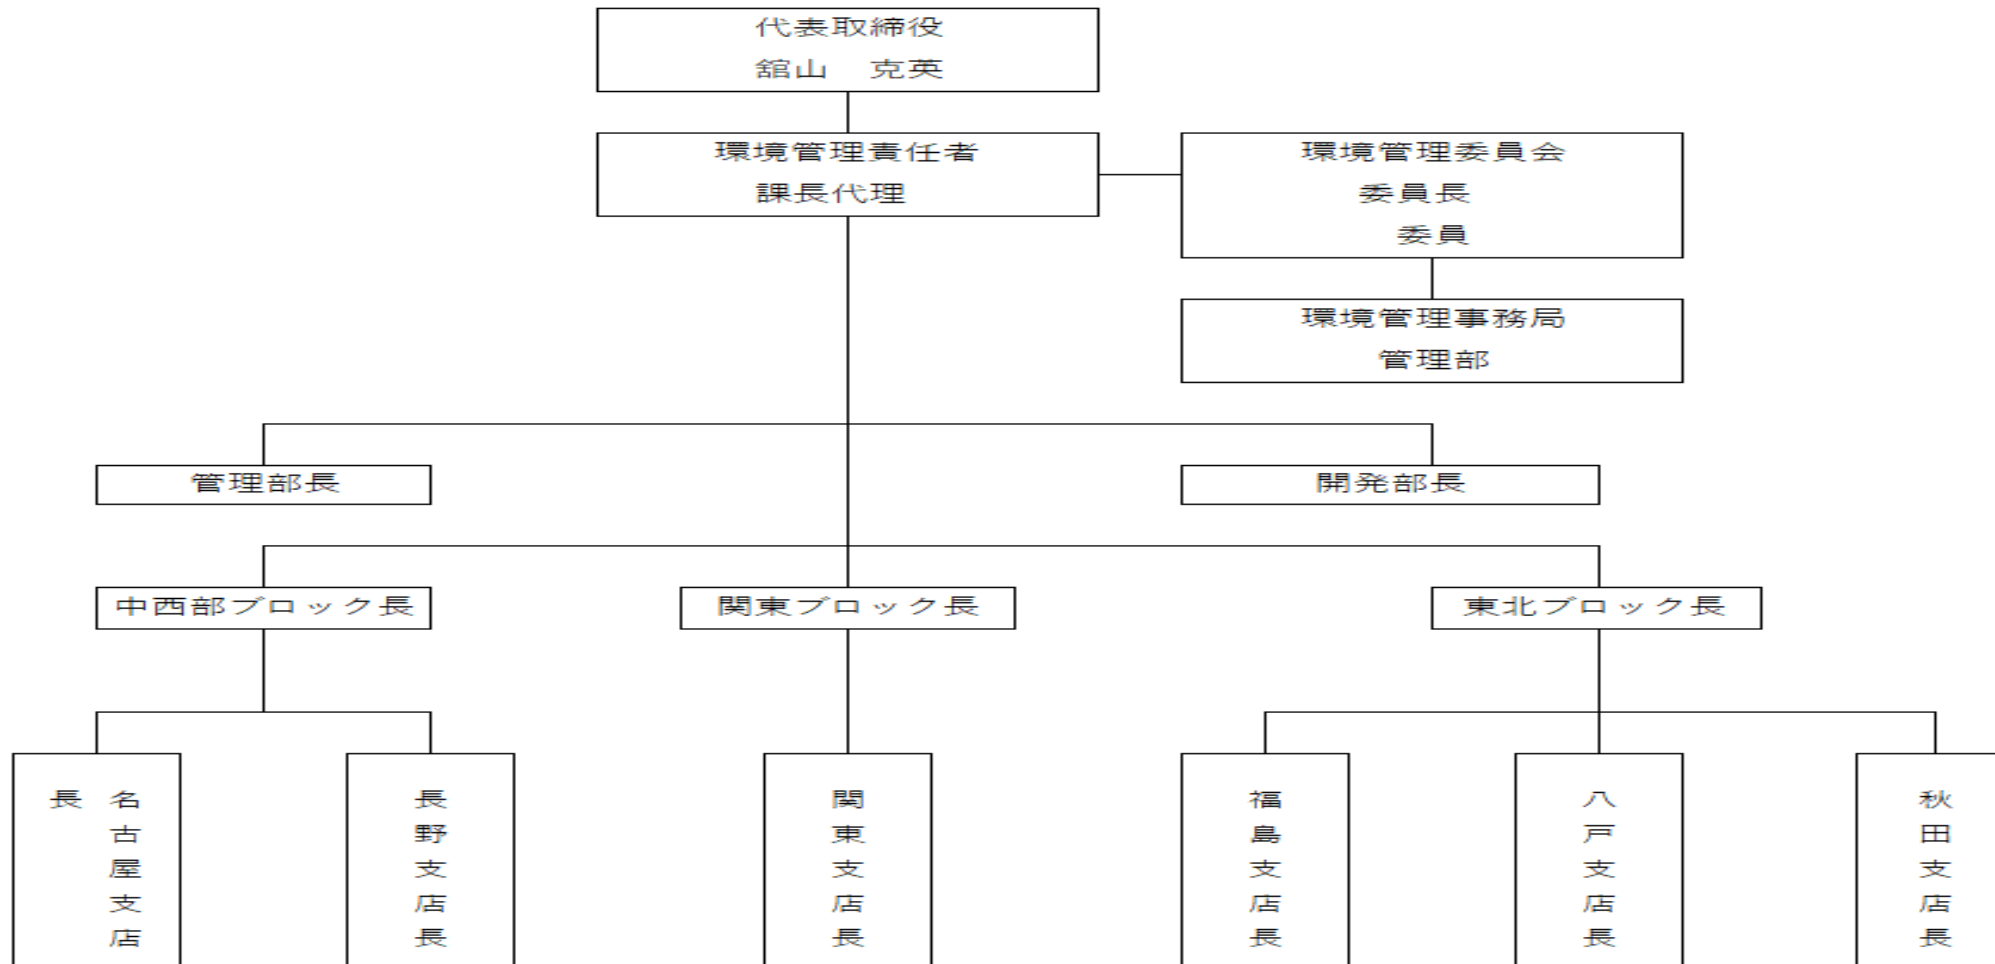 代表取締役
舘山　克英
環境管理責任者
課長代理
環境管理委員会
委員長
委員
環境管理事務局
管理部
管理部長
開発部長
中西部ブロック長
関東ブロック長
東北ブロック長
名古屋支店
長
長野支店長
関東支店長
福島支店長
八戸支店長
秋田支店長